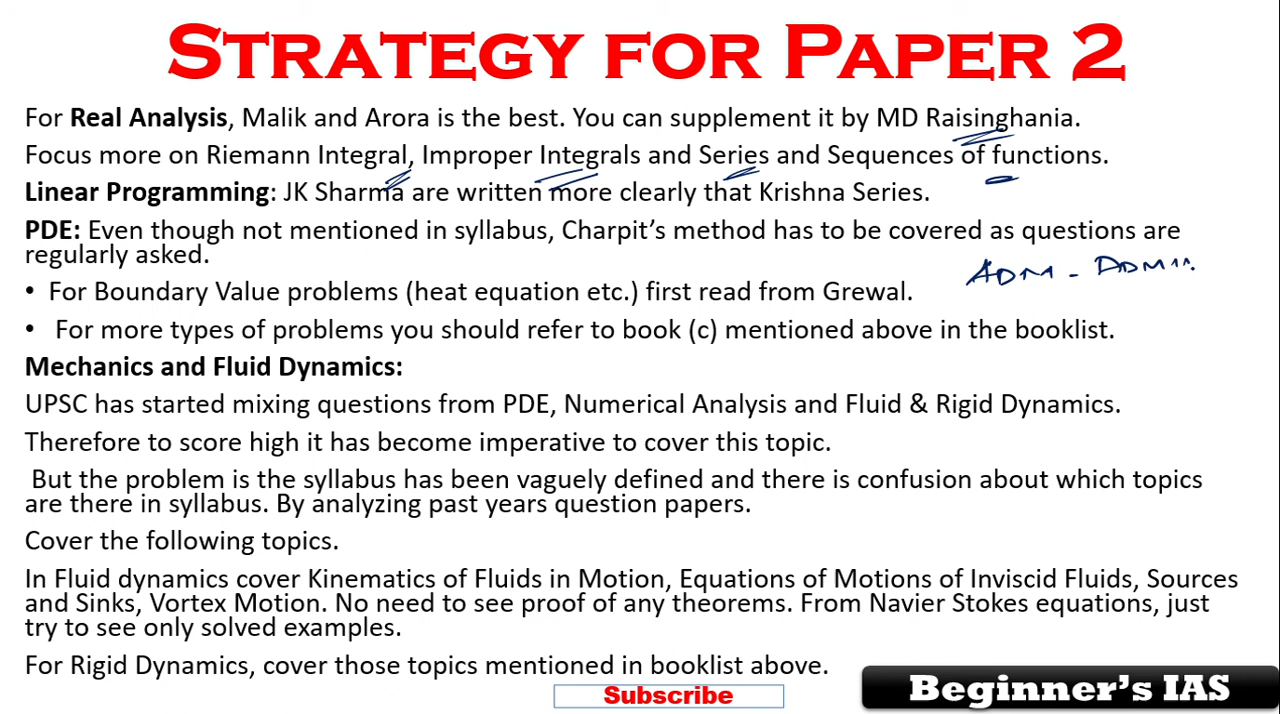 STRATEGY FOR PAPER 2
For Real Analysis, Malik and Arora is the best. You can supplement it by MD Raisinghania.
Focus more on Riemann Integral, Improper Integrals and Series and Sequences of functions.
Linear Programming: JK Sharma are written more clearly that Krishna Series.
PDE: Even though not mentioned in syllabus, Charpit’s method has to be covered as questions are
regularly asked.
ADM -
• For Boundary Value problems (heat equation etc.) first read from Grewal.
• For more types of problems you should refer to book (c) mentioned above in the booklist.
Mechanics and Fluid Dynamics:
UPSC has started mixing questions from PDE, Numerical Analysis and Fluid & Rigid Dynamics.
Therefore to score high it has become imperative to cover this topic.
But the problem is the syllabus has been vaguely defined and there is confusion about which topics
are there in syllabus. By analyzing past years question papers.
Cover the following topics.
In Fluid dynamics cover Kinematics of Fluids in Motion, Equations of Motions of Inviscid Fluids, Sources
and Sinks, Vortex Motion. No need to see proof of any theorems. From Navier Stokes equations, just
try to see only solved examples.
For Rigid Dynamics, cover those topics mentioned in booklist above.
Subscribe
Beginner’s IAS